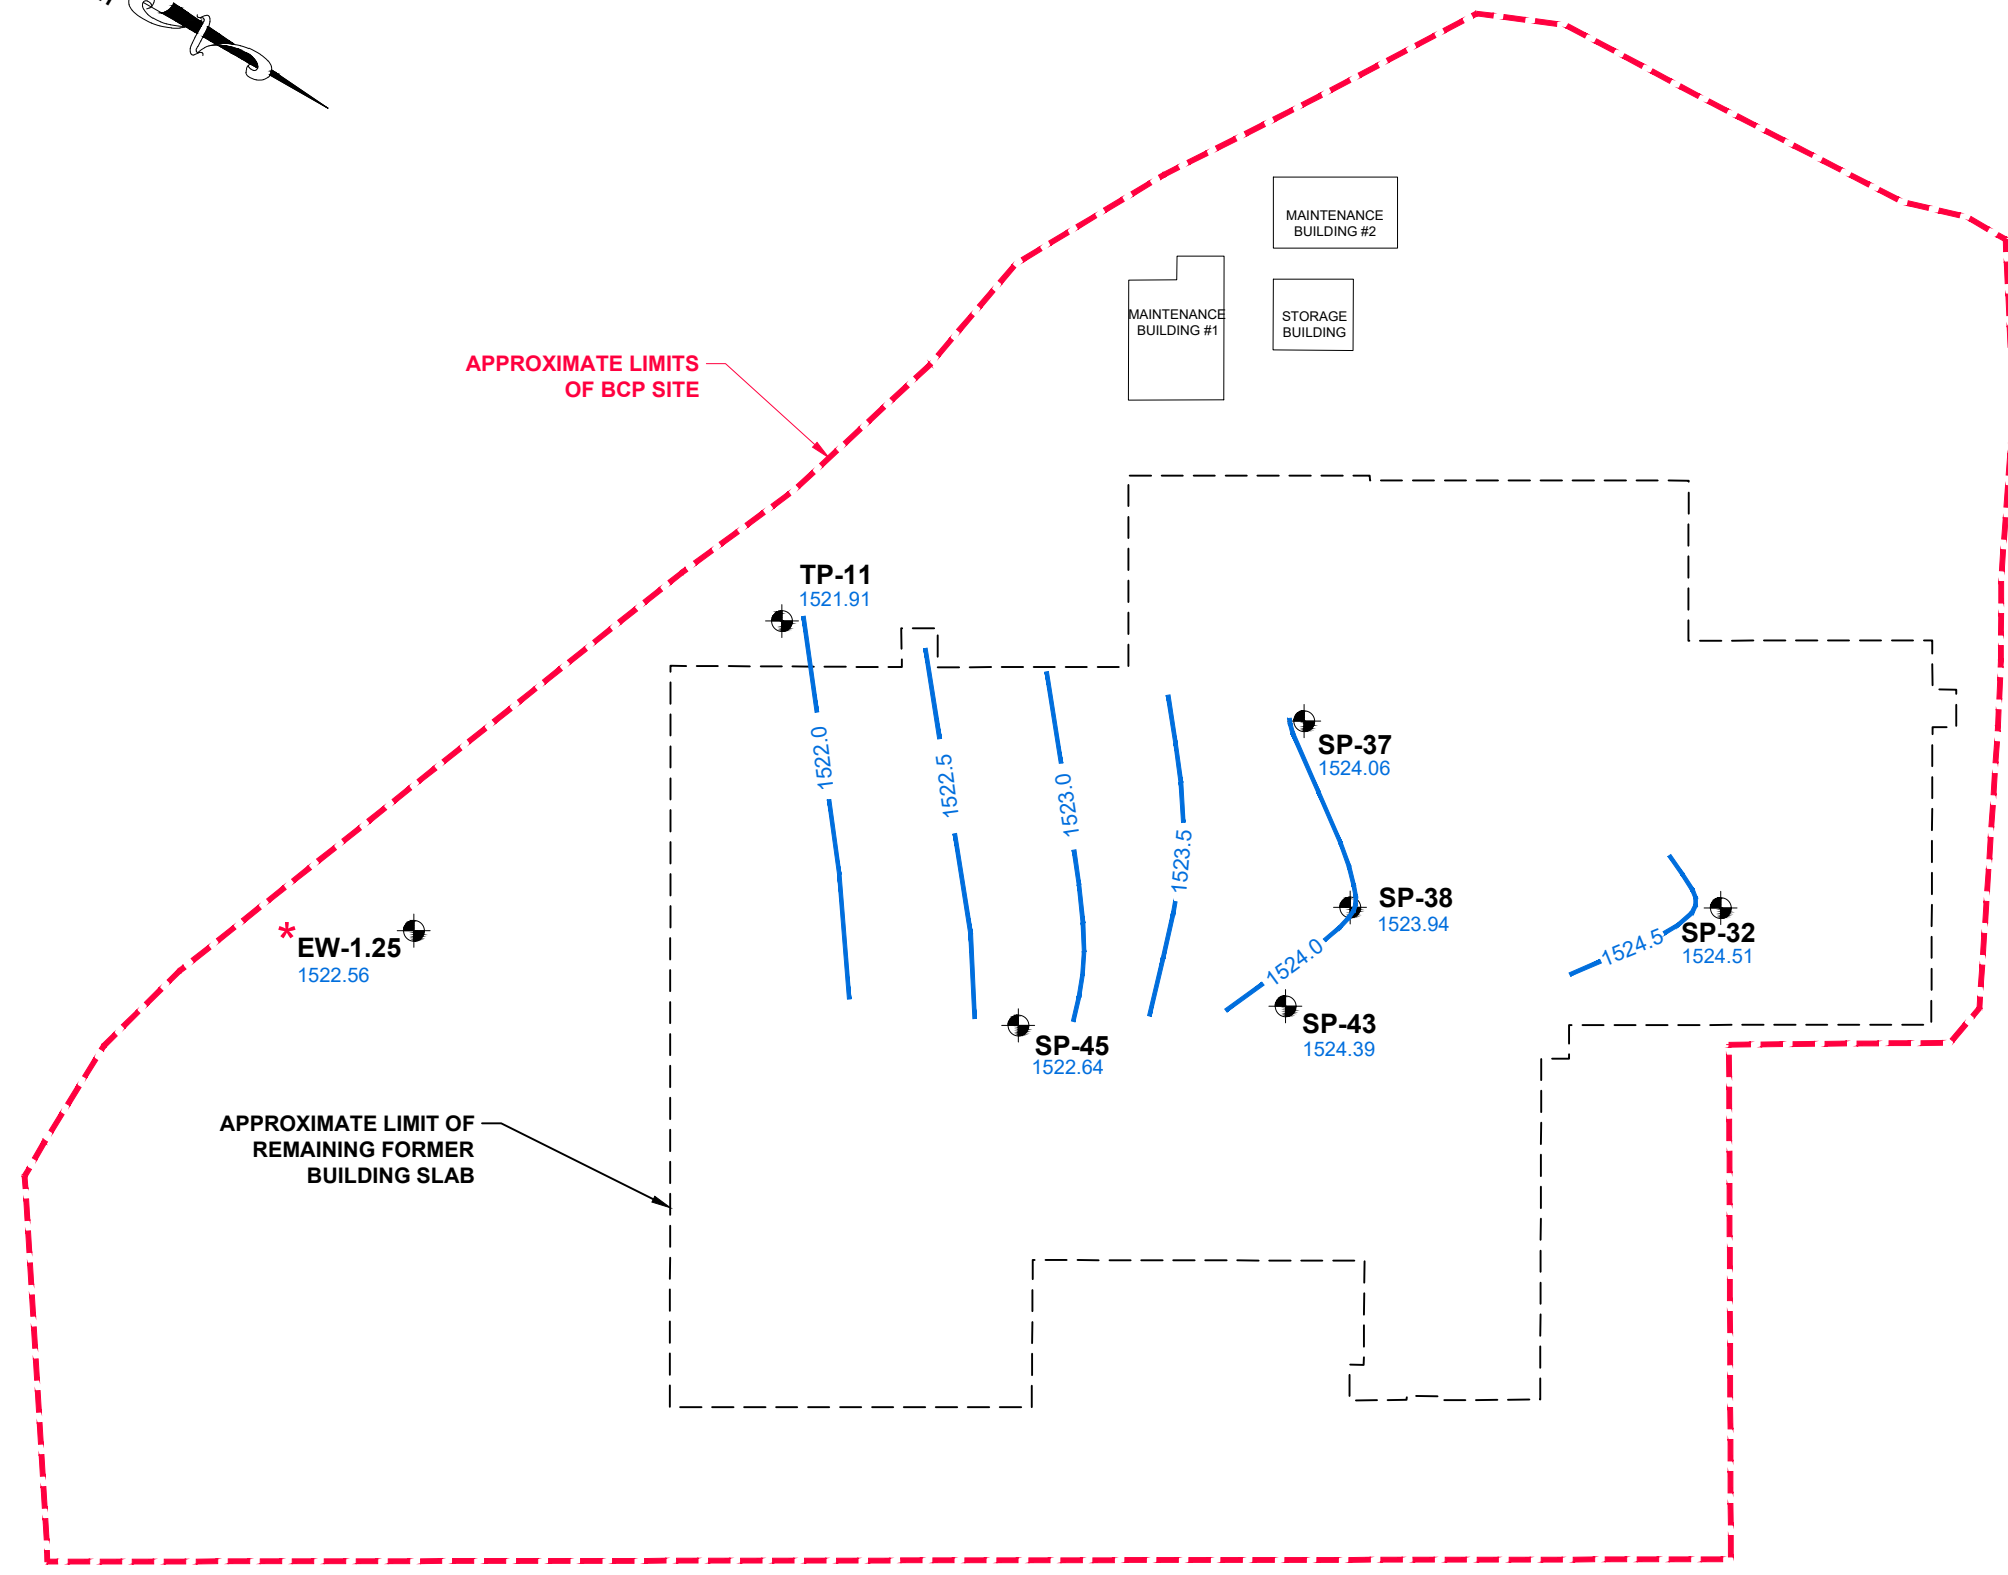 MAINTENANCE
BUILDING #2
MAINTENANCE
BUILDING #1
STORAGE
BUILDING
APPROXIMATE LIMITS
OF BCP SITE
TP-11
1521.91
1522.0
1522.5
1523.0
1523.5
SP-37
1524.06
SP-38
1523.94
1524.0
1524.5
SP-32
1524.51
* EW-1.25
1522.56
SP-43
1524.39
SP-45
1522.64
APPROXIMATE LIMIT OF
REMAINING FORMER
BUILDING SLAB